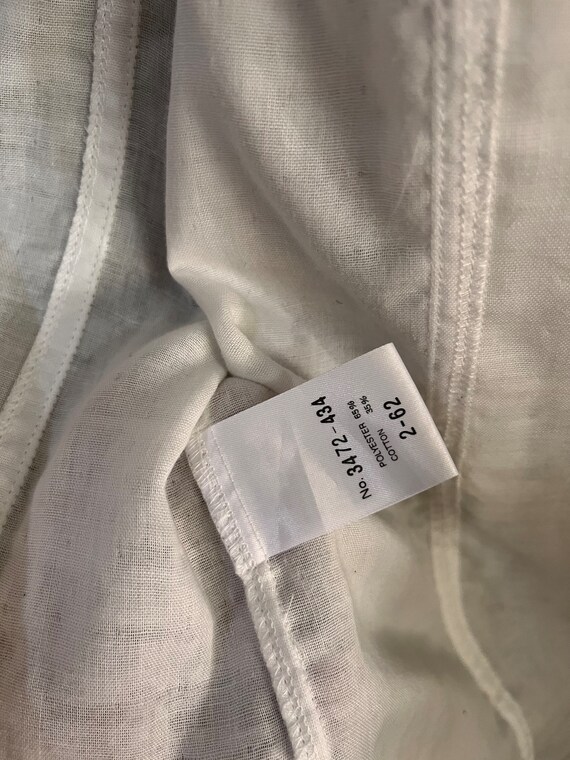 No. 3472-434
POLYESTER 65%
COTTON 35%
2-62